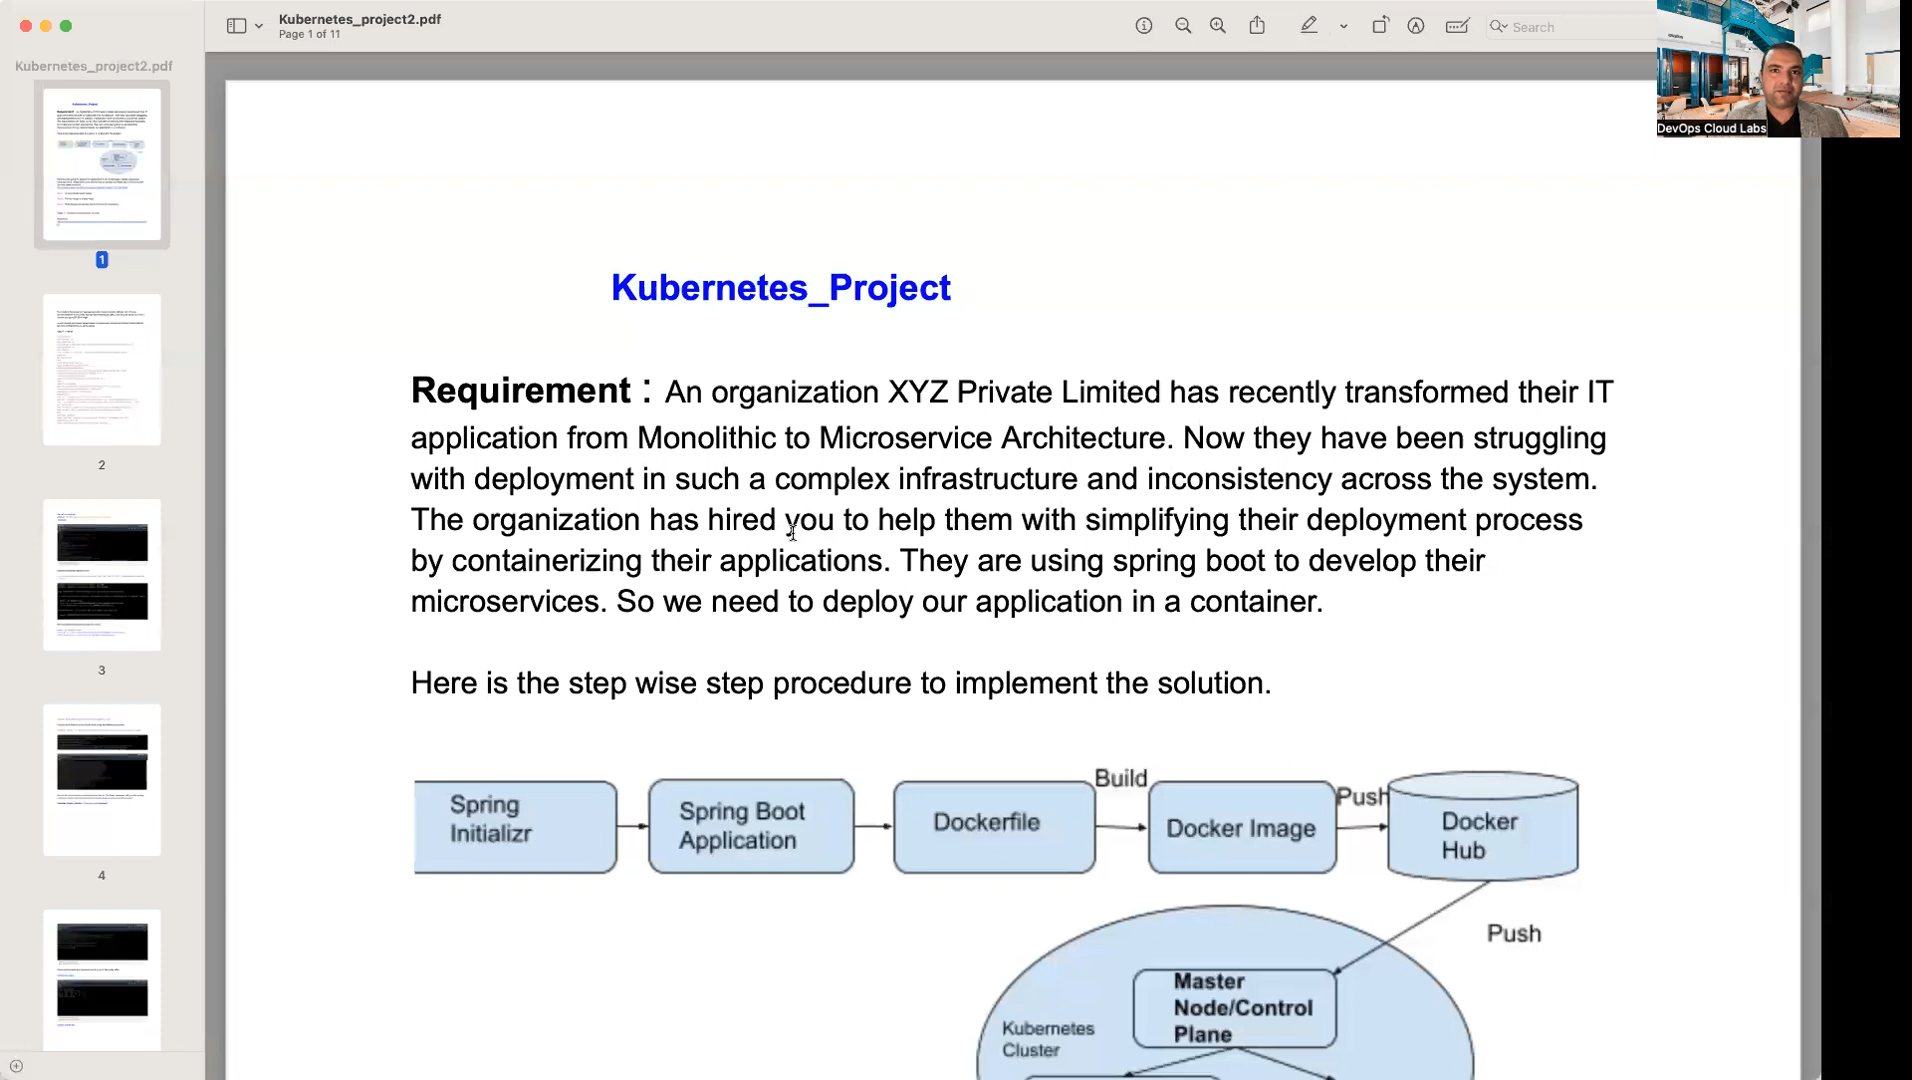 Kubernetes_project2.pdf
Page 1 of 11
Search
DevOps Cloud Labs
Kubernetes_project2.pdf
1
2
3
4
Kubernetes_Project
Requirement : An organization XYZ Private Limited has recently transformed their IT
application from Monolithic to Microservice Architecture. Now they have been struggling
with deployment in such a complex infrastructure and inconsistency across the system.
The organization has hired you to help them with simplifying their deployment process
by containerizing their applications. They are using spring boot to develop their
microservices. So we need to deploy our application in a container.
Here is the step wise step procedure to implement the solution.
Spring
Initializr
Spring Boot
Application
Dockerfile
Build
Docker Image
Push
Docker
Hub
Push
Master
Node/Control
Plane
Kubernetes
Cluster